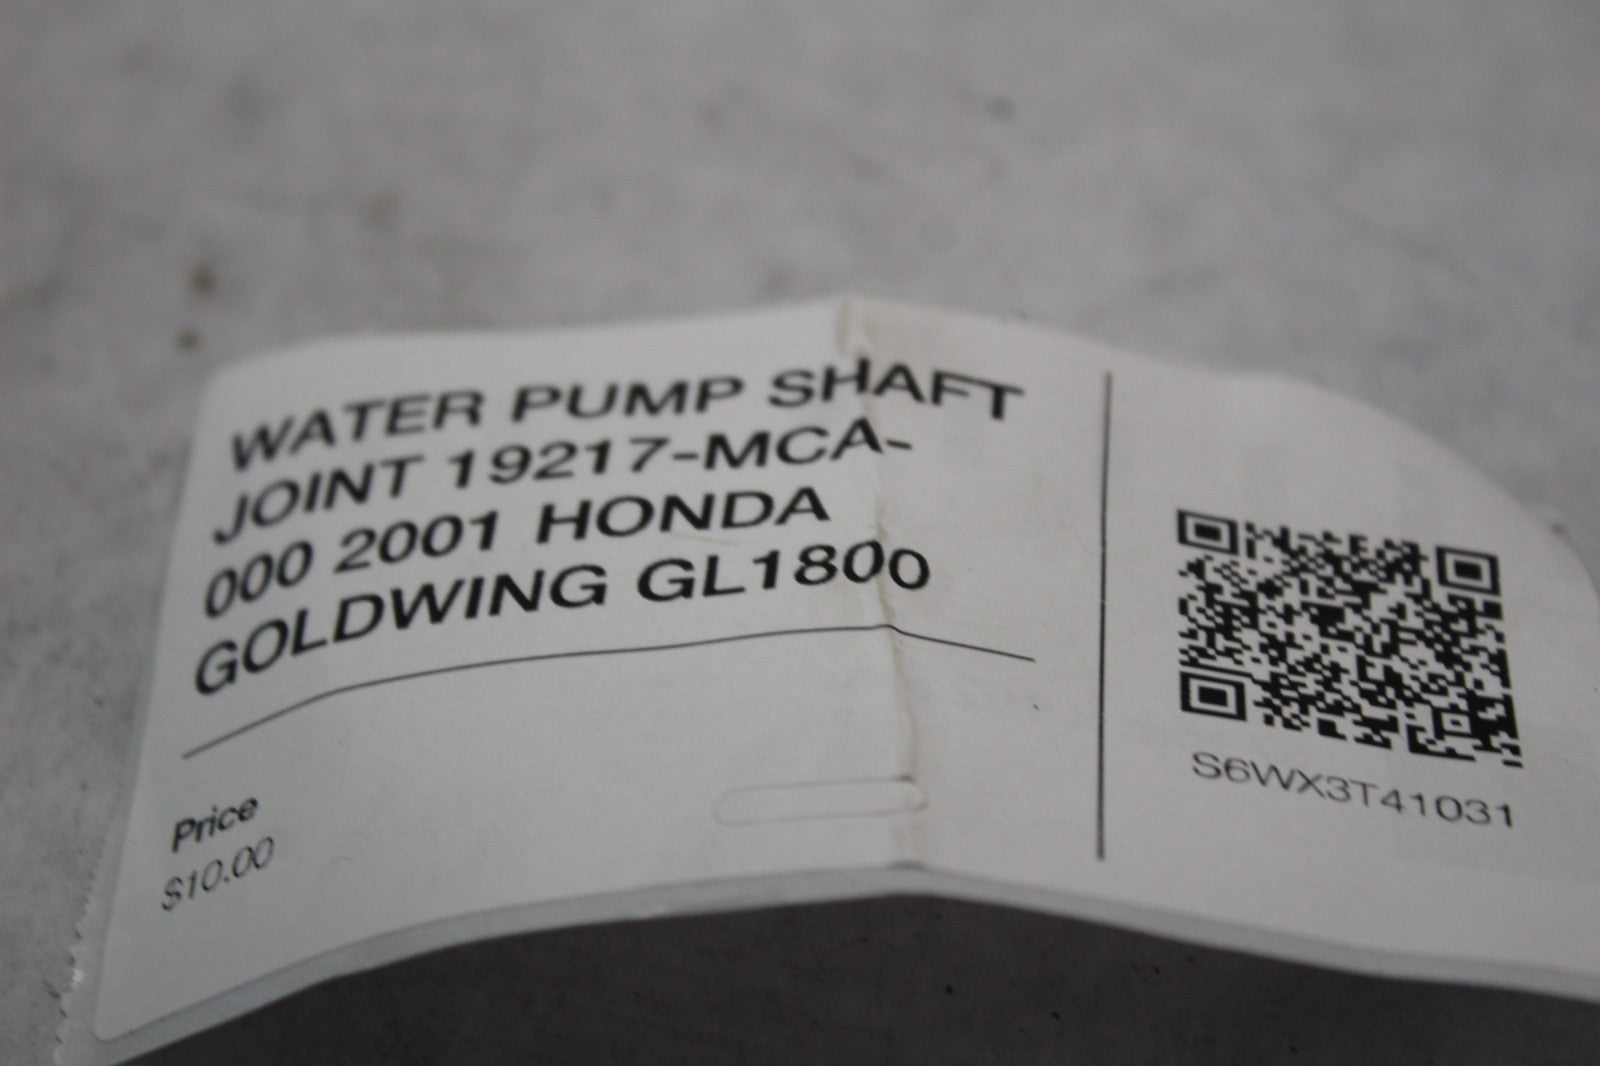 WATER PUMP SHAFT
JOINT 19217-MCA-
000 2001 HONDA
GOLDWING GL1800
Price
$10.00
S6WX3T41031